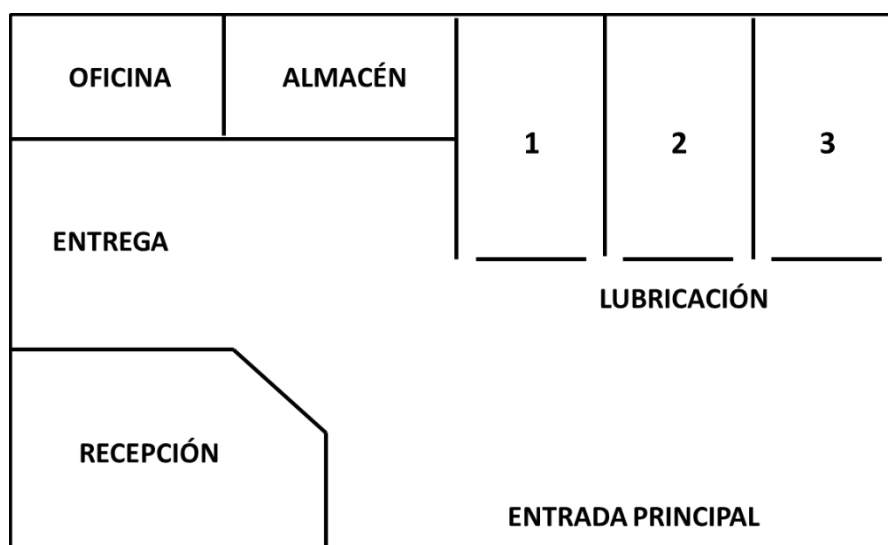 OFICINA
ALMACÉN
1
2
3
ENTREGA
LUBRICACIÓN
RECEPCIÓN
ENTRADA PRINCIPAL